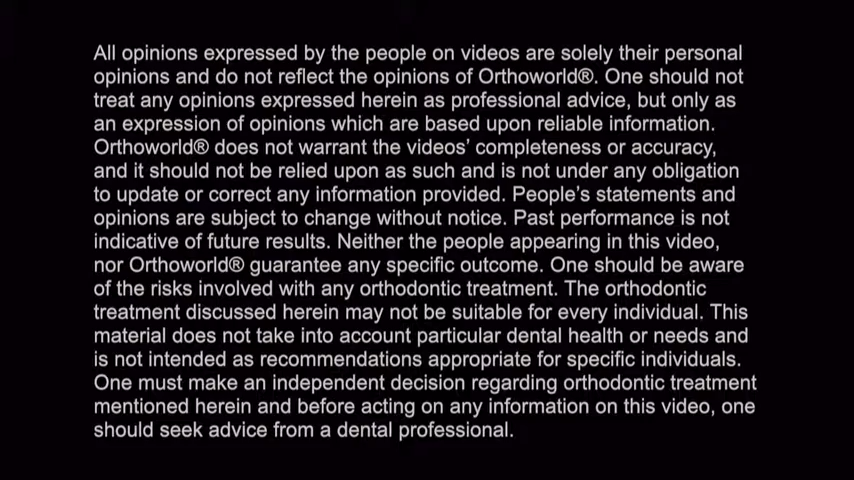 All opinions expressed by the people on videos are solely their personal
opinions and do not reflect the opinions of Orthoworld®. One should not
treat any opinions expressed herein as professional advice, but only as
an expression of opinions which are based upon reliable information.
Orthoworld® does not warrant the videos’ completeness or accuracy,
and it should not be relied upon as such and is not under any obligation
to update or correct any information provided. People’s statements and
opinions are subject to change without notice. Past performance is not
indicative of future results. Neither the people appearing in this video,
nor Orthoworld® guarantee any specific outcome. One should be aware
of the risks involved with any orthodontic treatment. The orthodontic
treatment discussed herein may not be suitable for every individual. This
material does not take into account particular dental health or needs and
is not intended as recommendations appropriate for specific individuals.
One must make an independent decision regarding orthodontic treatment
mentioned herein and before acting on any information on this video, one
should seek advice from a dental professional.